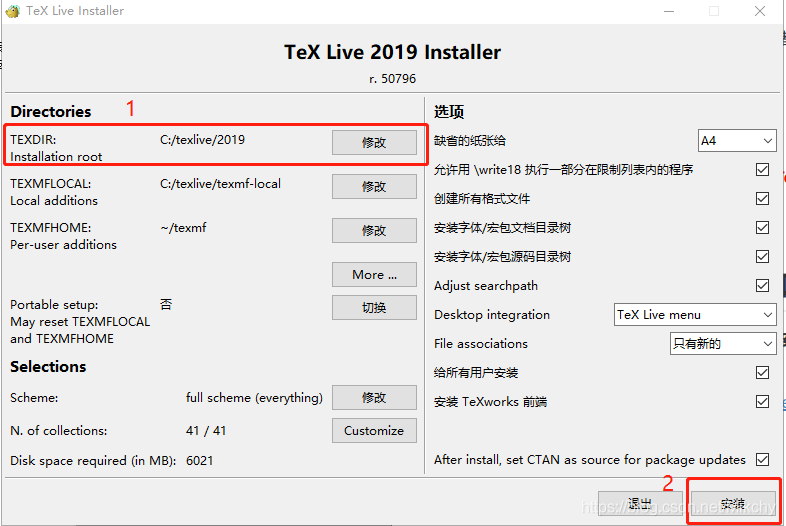 TeX Live Installer
TeX Live 2019 Installer
r. 50796
Directories
1
TEXDIR:
Installation root
C:/texlive/2019
修改
TEXMFLOCAL:
Local additions
C:/texlive/texmf-local
修改
TEXMFHOME:
Per-user additions
~/texmf
修改
More ...
Portable setup:
May reset TEXMFLOCAL
and TEXMFHOME
否
切换
Selections
Scheme:
full scheme (everything)
修改
N. of collections:
41 / 41
Customize
Disk space required (in MB):
6021
选项
缺省的纸张给
A4
允许用 \write18 执行一部分在限制列表内的程序
创建所有格式文件
安装字体/宏包文档目录树
安装字体/宏包源码目录树
Adjust searchpath
Desktop integration
TeX Live menu
File associations
只有新的
给所有用户安装
安装 TeXworks 前端
After install, set CTAN as source for package updates
2
退出
安装